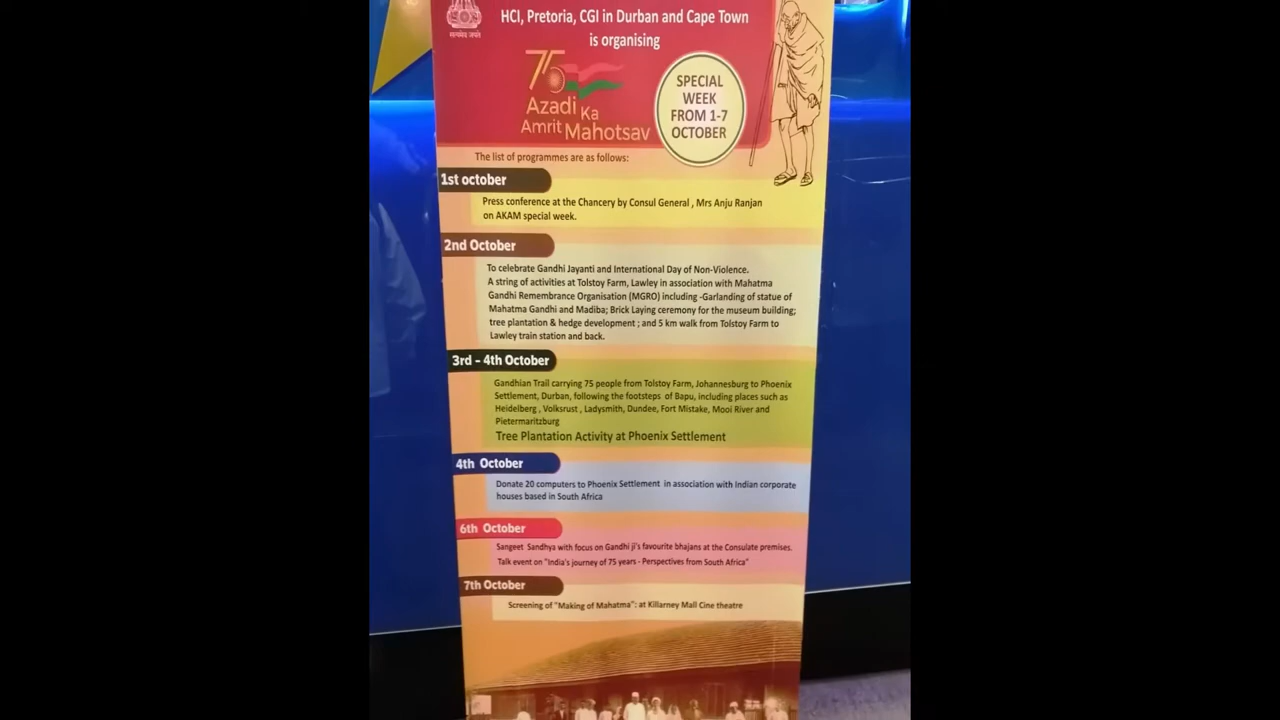 सत्यमेव जयते
HCI, Pretoria, CGI in Durban and Cape Town
is organising
75
Azadi Ka
Amrit Mahotsav
SPECIAL
WEEK
FROM 1-7
OCTOBER
The list of programmes are as follows:
1st october
Press conference at the Chancery by Consul General , Mrs Anju Ranjan
on AKAM special week.
2nd October
To celebrate Gandhi Jayanti and International Day of Non-Violence.
A string of activities at Tolstoy Farm, Lawley in association with Mahatma
Gandhi Remembrance Organisation (MGRO) including -Garlanding of statue of
Mahatma Gandhi and Madiba; Brick Laying ceremony for the museum building;
tree plantation & hedge development ; and 5 km walk from Tolstoy Farm to
Lawley train station and back.
3rd – 4th October
Gandhian Trail carrying 75 people from Tolstoy Farm, Johannesburg to Phoenix
Settlement, Durban, following the footsteps of Bapu, including places such as
Heidelberg , Volksrust , Ladysmith, Dundee, Fort Mistake, Mooi River and
Pietermaritzburg
Tree Plantation Activity at Phoenix Settlement
4th October
Donate 20 computers to Phoenix Settlement in association with Indian corporate
houses based in South Africa
6th October
Sangeet Sandhya with focus on Gandhi ji's favourite bhajans at the Consulate premises.
Talk event on "India's journey of 75 years - Perspectives from South Africa"
7th October
Screening of "Making of Mahatma": at Killarney Mall Cine theatre